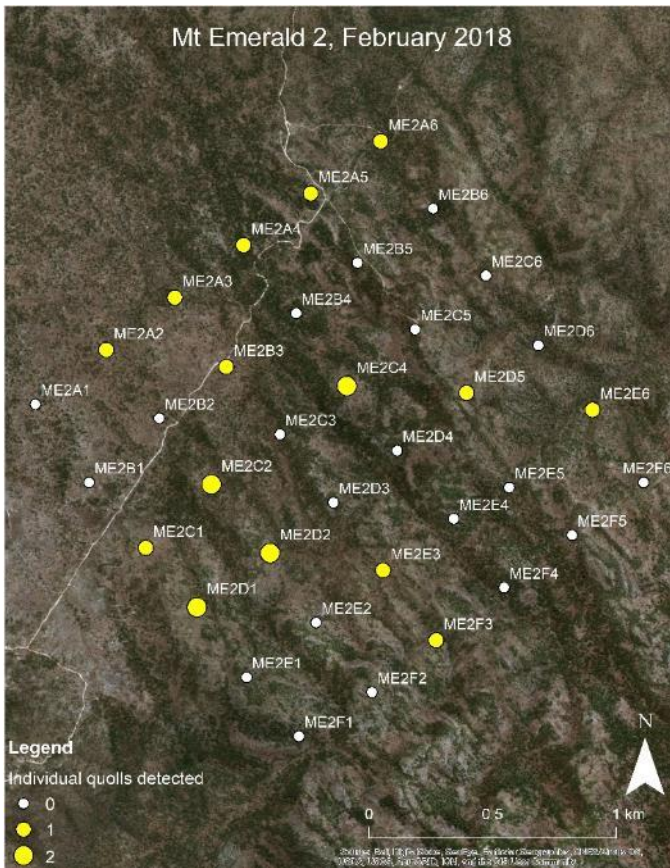 Mt Emerald 2, February 2018
ME2A6
ME2A5
ME2B6
ME2A4
ME2B5
ME2C6
ME2A3
ME2B4
ME2C5
ME2A2
ME2D6
ME2B3
ME2C4
ME2D5
ME2E6
ME2A1
ME2B2
ME2C3
ME2D4
ME2B1
ME2C2
ME2E5
ME2F6
ME2D3
ME2E4
ME2F5
ME2C1
ME2D2
ME2E3
ME2F4
ME2D1
ME2E2
ME2F3
ME2E1
ME2F2
ME2F1
N
Legend
Individual quolls detected
0
1
2
0 0.5 1 km